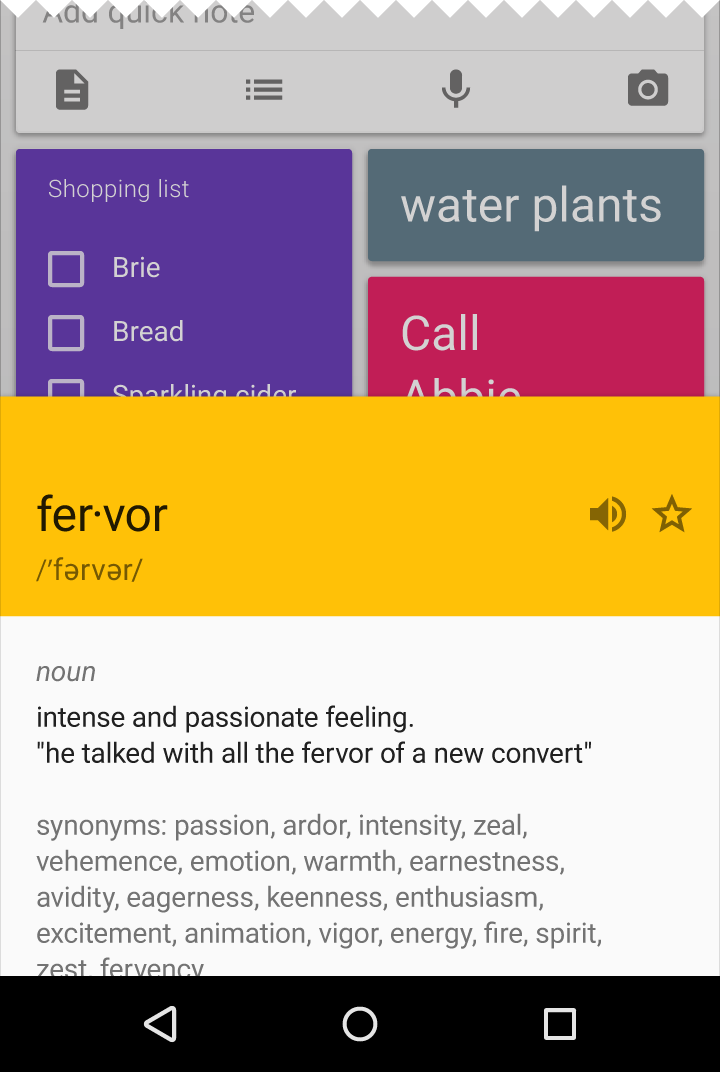 Add quick note
Shopping list
Brie
Bread
Sparkling cider
water plants
Call
Abbie
fer·vor
/ˈfərvər/
noun
intense and passionate feeling.
"he talked with all the fervor of a new convert"
synonyms: passion, ardor, intensity, zeal,
vehemence, emotion, warmth, earnestness,
avidity, eagerness, keenness, enthusiasm,
excitement, animation, vigor, energy, fire, spirit,
zest, fervency